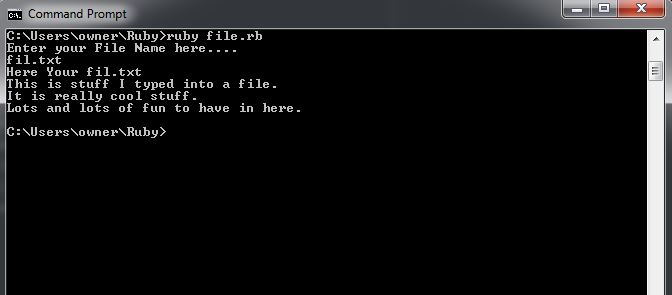 Command Prompt
C:\Users\owner\Ruby>ruby file.rb
Enter your File Name here....
fil.txt
Here Your fil.txt
This is stuff I typed into a file.
It is really cool stuff.
Lots and lots of fun to have in here.
C:\Users\owner\Ruby>